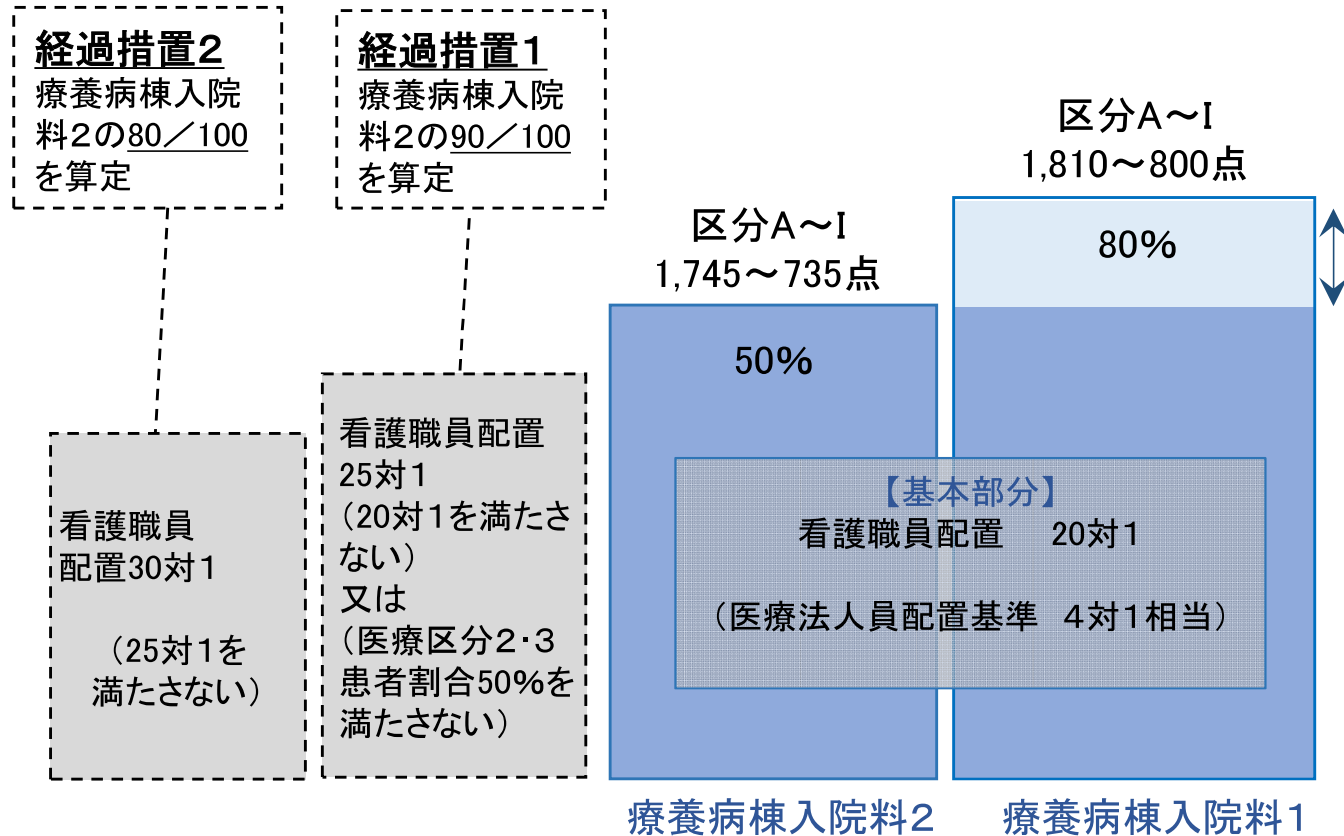 経過措置2
療養病棟入院
料2の80／100
を算定
経過措置1
療養病棟入院
料2の90／100
を算定
区分A～I
1,745～735点
区分A～I
1,810～800点
80%
50%
看護職員
配置30対1
（25対1を
満たさない）
看護職員配置
25対1
（20対1を満たさ
ない）
又は
（医療区分2・3
患者割合50%を
満たさない）
【基本部分】
看護職員配置　20対1
（医療法人員配置基準　4対1相当）
療養病棟入院料2
療養病棟入院料1